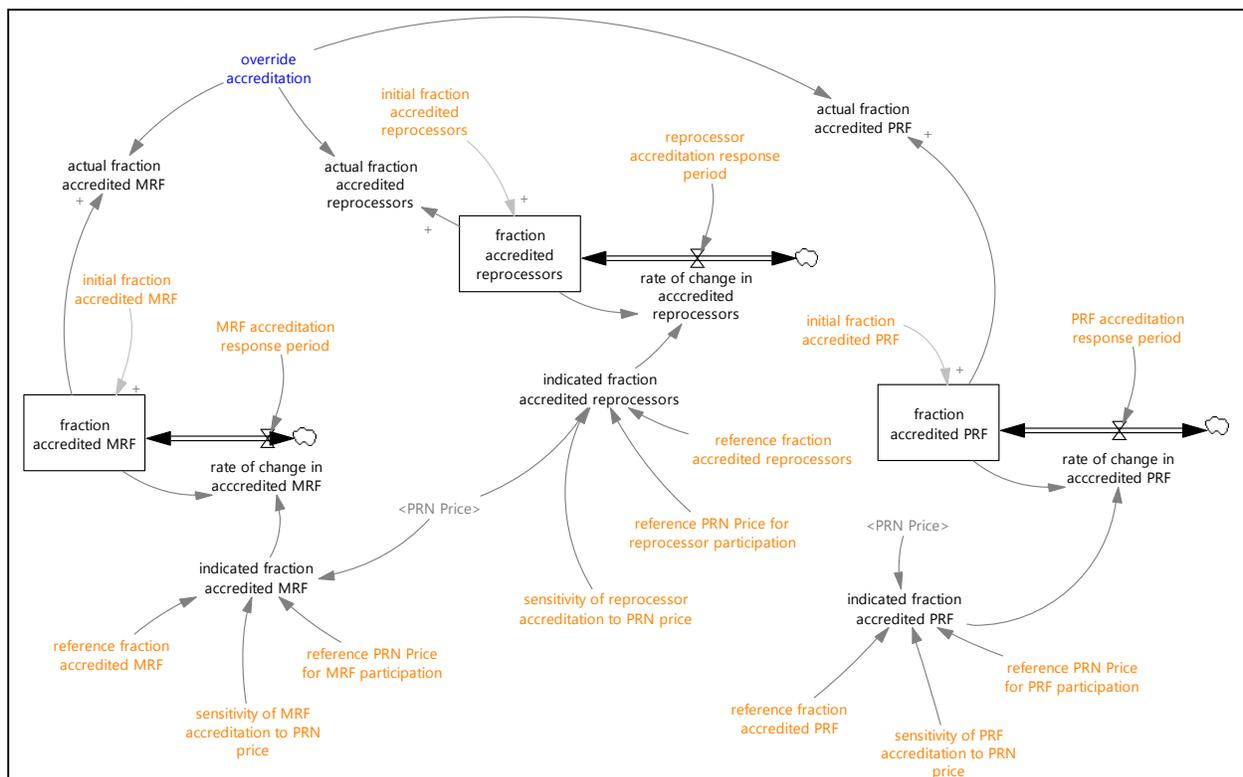 override
accreditation
initial fraction
accredited
reprocessors
actual fraction
accredited PRF
+
reprocessor
accreditation response
period
actual fraction
accredited MRF
+
actual fraction
accredited
reprocessors
+
+
fraction
accredited
reprocessors
rate of change in
acccredited
reprocessors
initial fraction
accredited MRF
MRF accreditation
response period
+
fraction
accredited MRF
rate of change in
acccredited MRF
initial fraction
accredited PRF
PRF accreditation
response period
+
fraction
accredited PRF
rate of change in
acccredited PRF
indicated fraction
accredited reprocessors
reference fraction
accredited reprocessors
<PRN Price>
reference PRN Price for
reprocessor participation
sensitivity of reprocessor
accreditation to PRN price
indicated fraction
accredited MRF
reference fraction
accredited MRF
reference PRN Price
for MRF participation
sensitivity of MRF
accreditation to PRN
price
<PRN Price>
indicated fraction
accredited PRF
reference PRN Price
for PRF participation
reference fraction
accredited PRF
sensitivity of PRF
accreditation to PRN
price